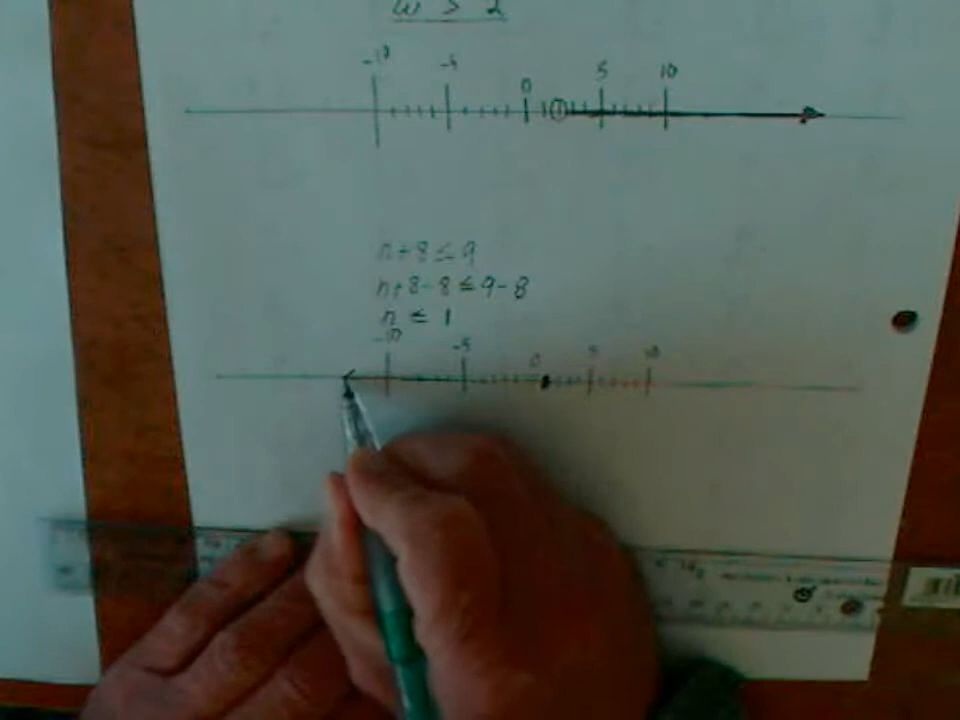 w > 2
-10 -5 0 5 10
n+8 ≤ 9
n+8-8 ≤ 9-8
n ≤ 1
-10 -5 0 5 10